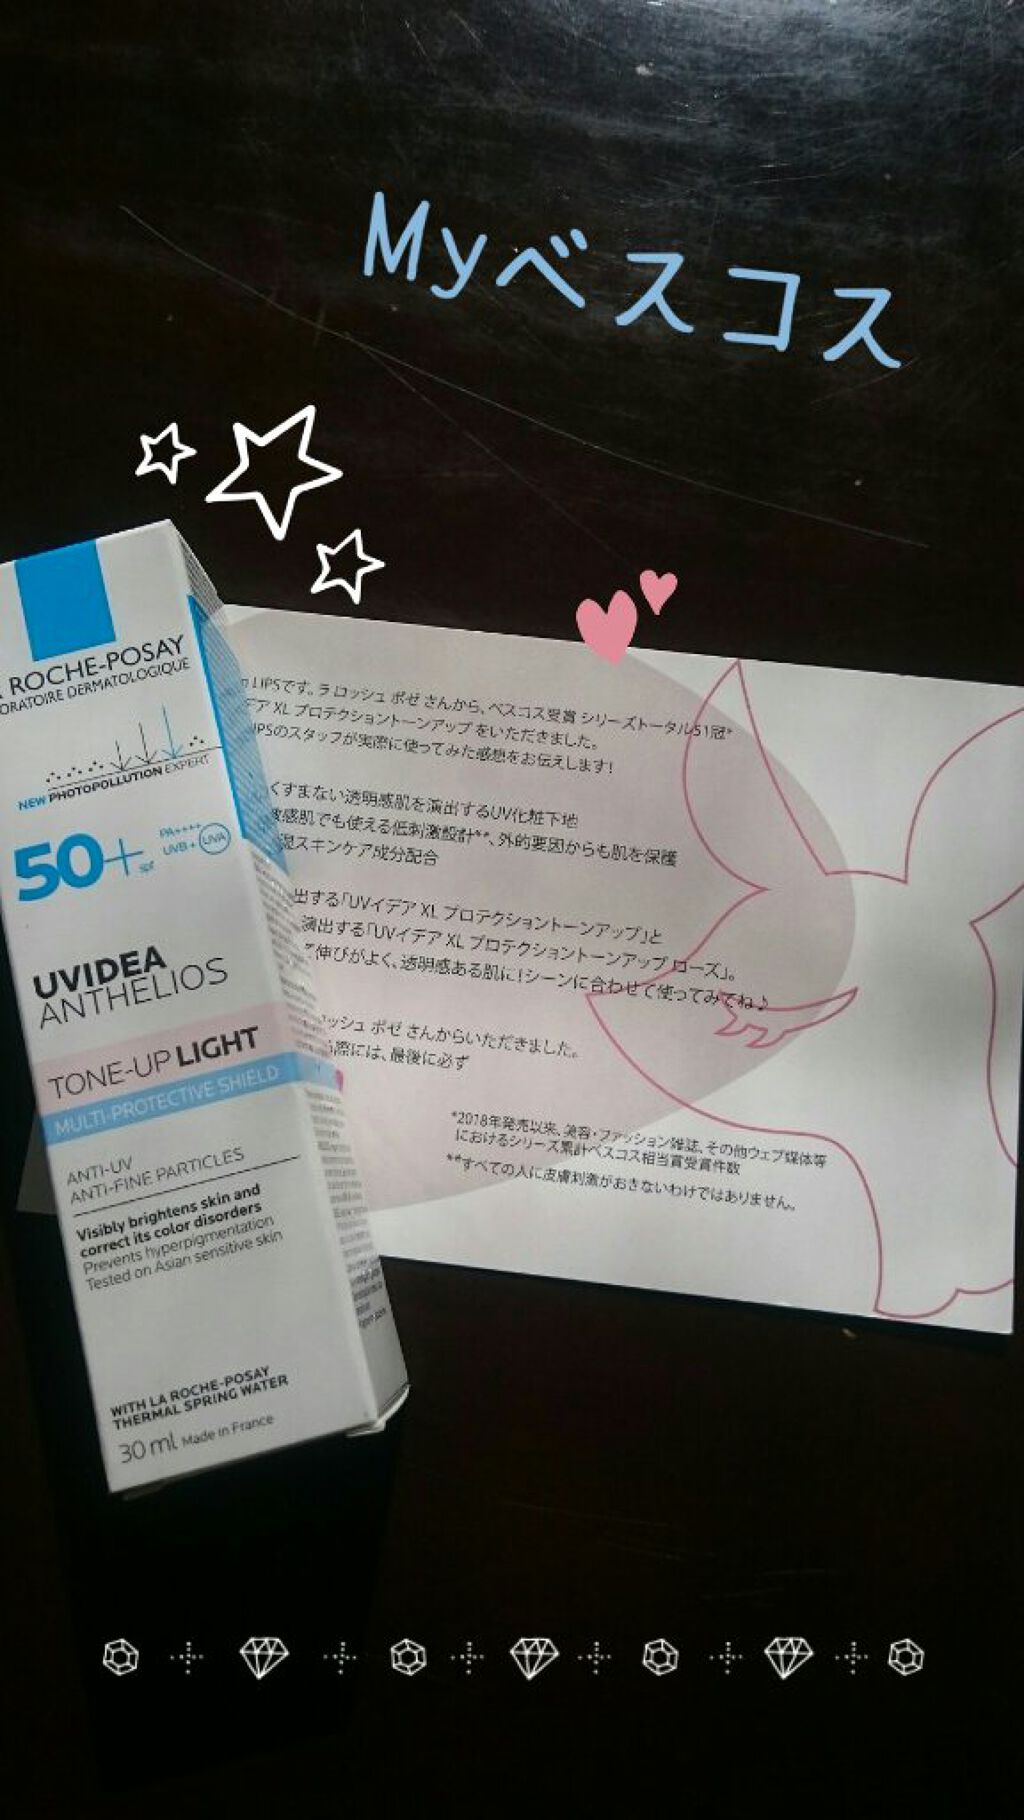 Myベスコス
ROCHE-POSAY
LABORATOIRE DERMATOLOGIQUE
NEW PHOTOPOLLUTION EXPERT
50+ SPF
PA++++
UVB + UVA
UVIDEA
ANTHELIOS
TONE-UP LIGHT
MULTI-PROTECTIVE SHIELD
ANTI-UV
ANTI-FINE PARTICLES
Visibly brightens skin and
correct its color disorders
Prevents hyperpigmentation
Tested on Asian sensitive skin
WITH LA ROCHE-POSAY
THERMAL SPRING WATER
30 ml Made in France
LIPSです。ラ ロッシュ ポゼ さんから、ベスコス受賞 シリーズトータル51冠*
デア XL プロテクショントーンアップ をいただきました。
IPSのスタッフが実際に使ってみた感想をお伝えします!
くすまない透明感肌を演出するUV化粧下地
敏感肌でも使える低刺激設計**、外的要因からも肌を保護
湿スキンケア成分配合
出する「UVイデア XL プロテクショントーンアップ」と
演出する「UVイデア XL プロテクショントーンアップ ローズ」。
て伸びがよく、透明感ある肌に!シーンに合わせて使ってみてね♪
ロッシュ ポゼ さんからいただきました。
際には、最後に必ず
*2018年発売以来、美容・ファッション雑誌、その他ウェブ媒体等
におけるシリーズ累計ベスコス相当賞受賞件数
**すべての人に皮膚刺激がおきないわけではありません。